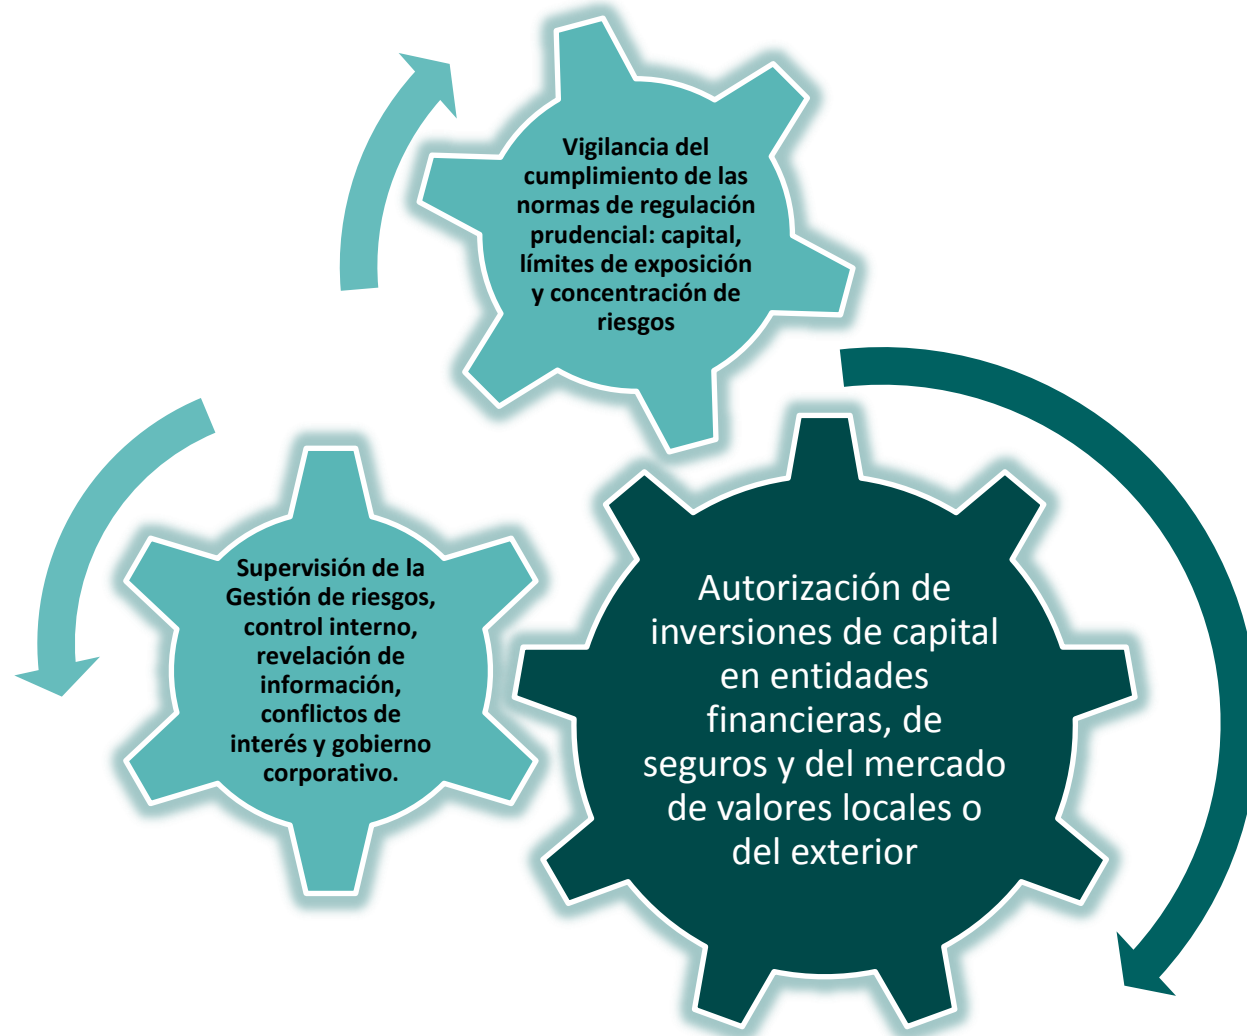 Vigilancia del
cumplimiento de las
normas de regulación
prudencial: capital,
límites de exposición
y concentración de
riesgos
Supervisión de la
Gestión de riesgos,
control interno,
revelación de
información,
conflictos de
interés y gobierno
corporativo.
Autorización de
inversiones de capital
en entidades
financieras, de
seguros y del mercado
de valores locales o
del exterior